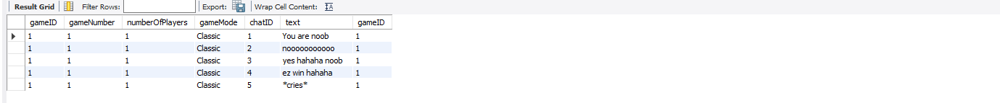 Result Grid Filter Rows: Export: Wrap Cell Content:
gameID gameNumber numberOfPlayers gameMode chatID text gameID
1 1 1 Classic 1 You are noob 1
1 1 1 Classic 2 nooooooooooo 1
1 1 1 Classic 3 yes hahaha noob 1
1 1 1 Classic 4 ez win hahaha 1
1 1 1 Classic 5 *cries* 1